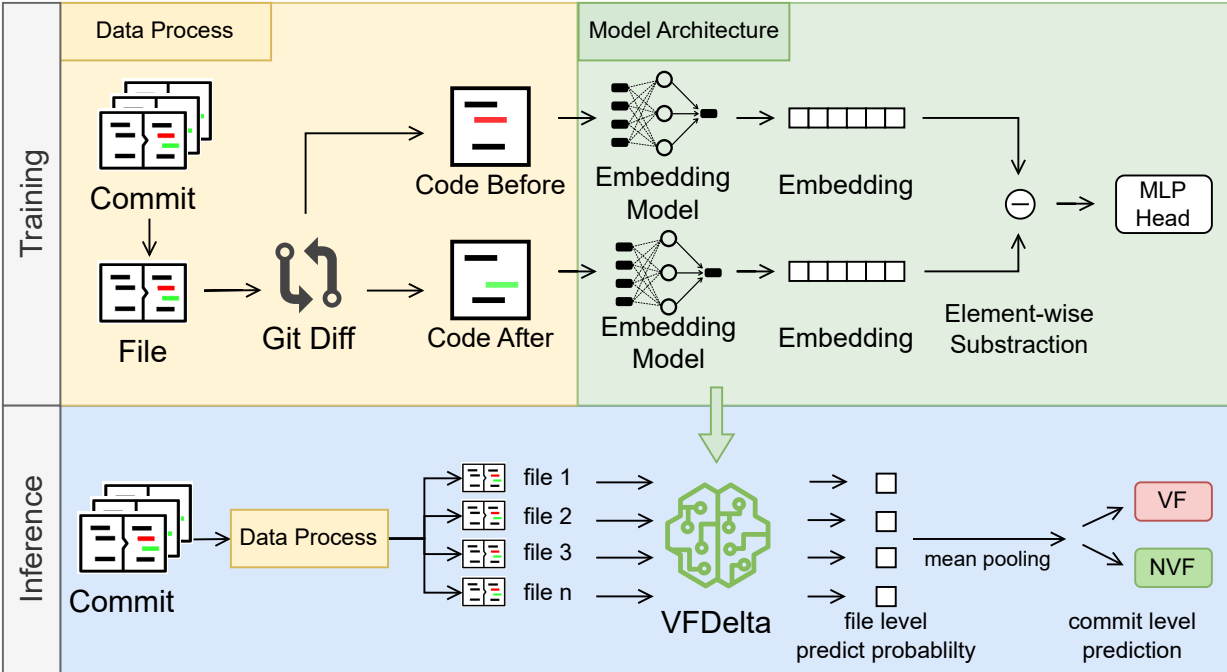 Data Process
Model Architecture
Training
Commit
File
Git Diff
Code Before
Code After
Embedding
Model
Embedding
Embedding
Model
Embedding
Element-wise
Substraction
MLP
Head
Inference
Commit
Data Process
file 1
file 2
file 3
file n
VFDelta
file level
predict probablilty
mean pooling
VF
NVF
commit level
prediction